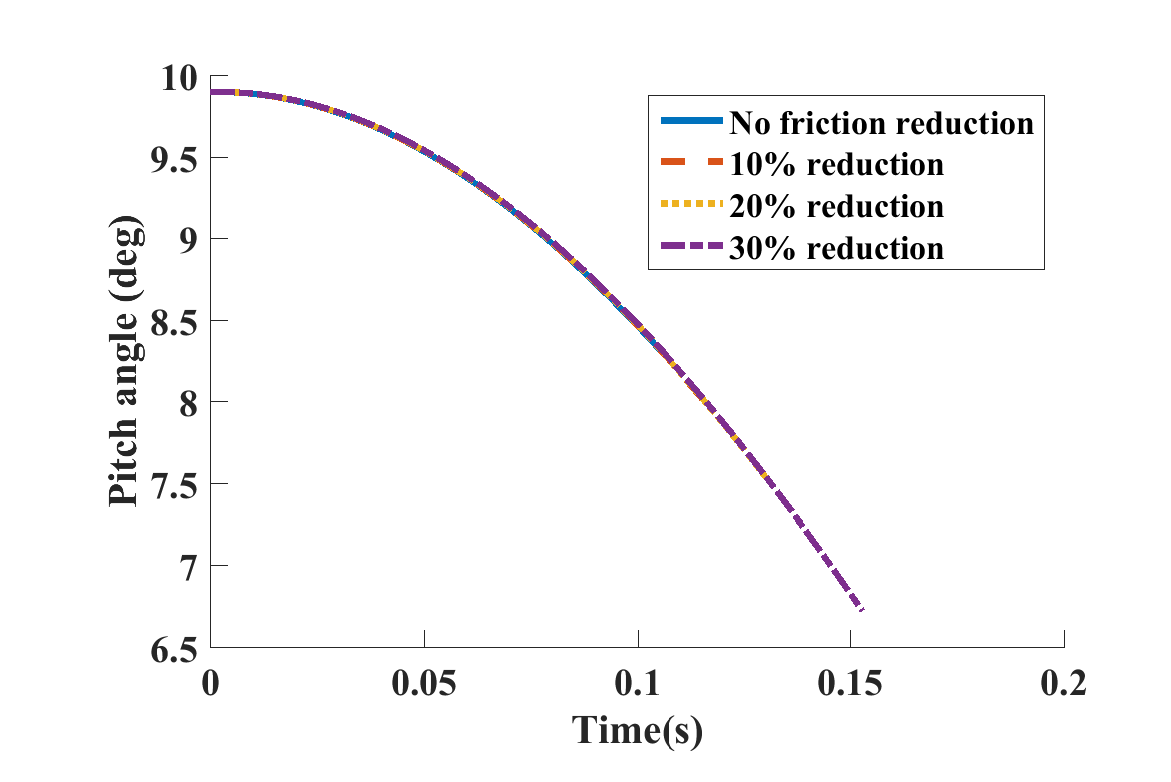 10
9.5
9
8.5
8
7.5
7
6.5
Pitch angle (deg)
No friction reduction
10% reduction
20% reduction
30% reduction
0 0.05 0.1 0.15 0.2
Time(s)